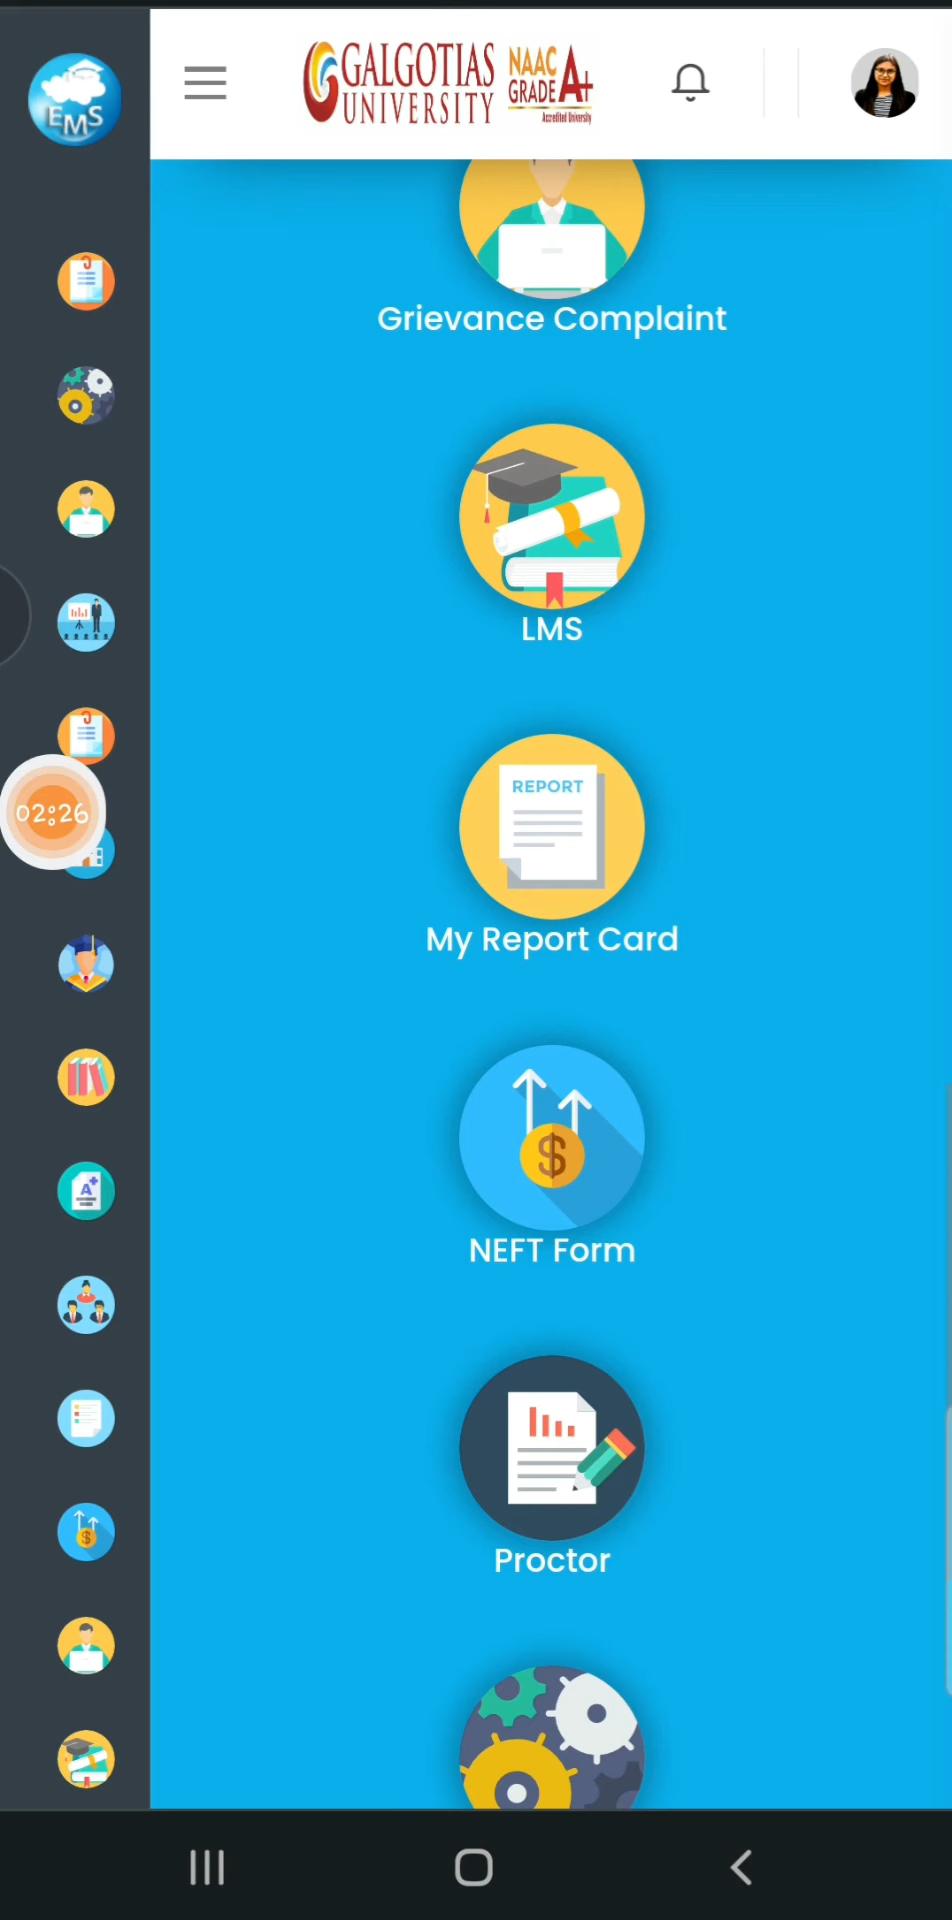 EMS
GALGOTIAS
UNIVERSITY
NAAC
GRADE A+
Accredited University
Grievance Complaint
LMS
REPORT
My Report Card
02:26
A+
$
NEFT Form
Proctor
$